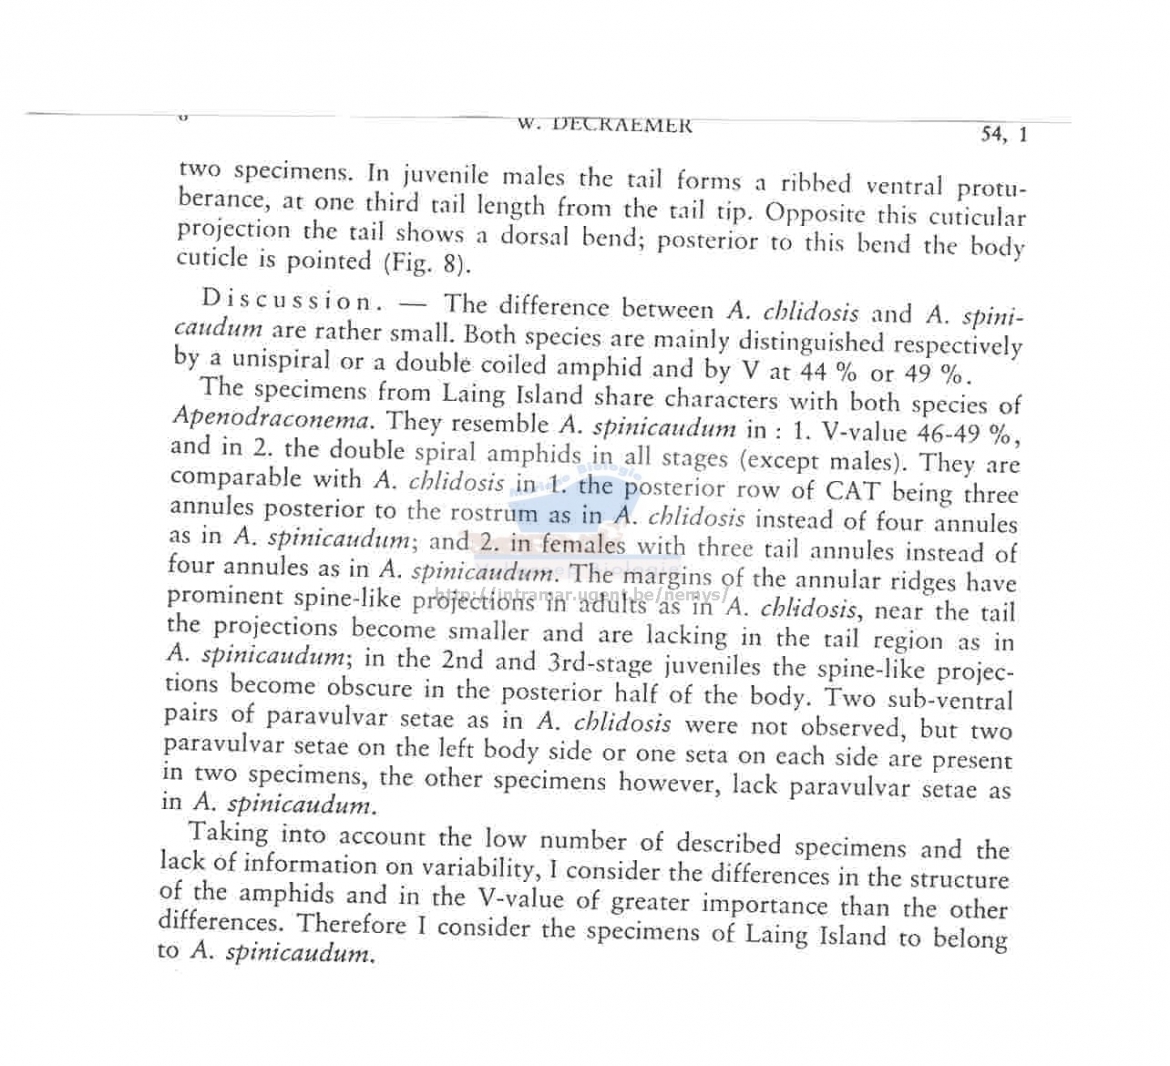 W. DECRAEMER 54, 1
two specimens. In juvenile males the tail forms a ribbed ventral protu-
berance, at one third tail length from the tail tip. Opposite this cuticular
projection the tail shows a dorsal bend; posterior to this bend the body
cuticle is pointed (Fig. 8).
Discussion. — The difference between A. chlidosis and A. spini-
caudum are rather small. Both species are mainly distinguished respectively
by a unispiral or a double coiled amphid and by V at 44 % or 49 %.
The specimens from Laing Island share characters with both species of
Apenodraconema. They resemble A. spinicaudum in : 1. V-value 46-49 %,
and in 2. the double spiral amphids in all stages (except males). They are
comparable with A. chlidosis in 1. the posterior row of CAT being three
annules posterior to the rostrum as in A. chlidosis instead of four annules
as in A. spinicaudum; and 2. in females with three tail annules instead of
four annules as in A. spinicaudum. The margins of the annular ridges have
http://intramar.ugent.be/nemys/
prominent spine-like projections in adults as in A. chlidosis, near the tail
the projections become smaller and are lacking in the tail region as in
A. spinicaudum; in the 2nd and 3rd-stage juveniles the spine-like projec-
tions become obscure in the posterior half of the body. Two sub-ventral
pairs of paravulvar setae as in A. chlidosis were not observed, but two
paravulvar setae on the left body side or one seta on each side are present
in two specimens, the other specimens however, lack paravulvar setae as
in A. spinicaudum.
Taking into account the low number of described specimens and the
lack of information on variability, I consider the differences in the structure
of the amphids and in the V-value of greater importance than the other
differences. Therefore I consider the specimens of Laing Island to belong
to A. spinicaudum.